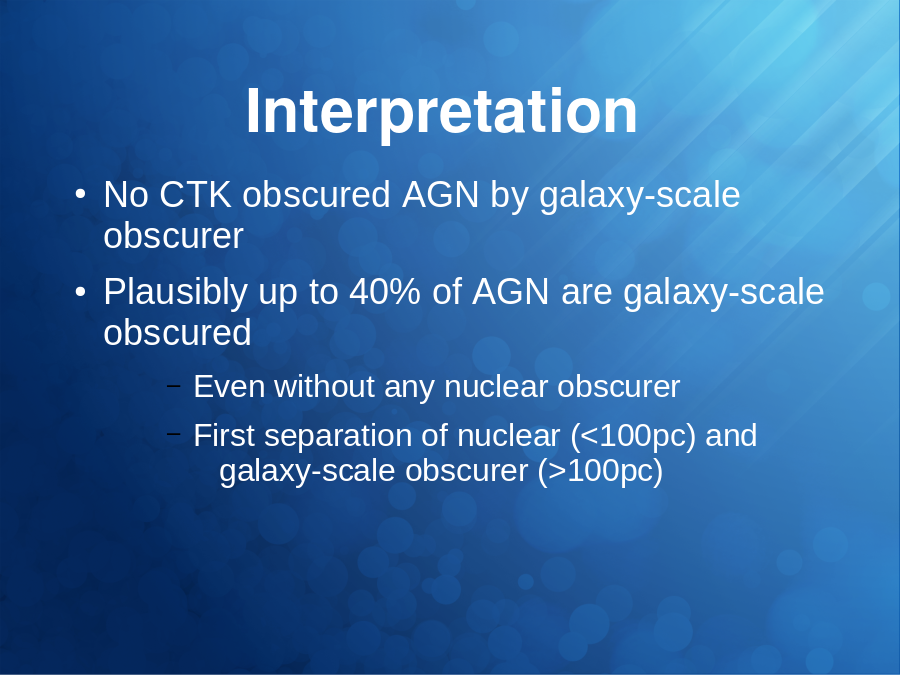 Interpretation
• No CTK obscured AGN by galaxy-scale
obscurer
• Plausibly up to 40% of AGN are galaxy-scale
obscured
– Even without any nuclear obscurer
– First separation of nuclear (<100pc) and
galaxy-scale obscurer (>100pc)